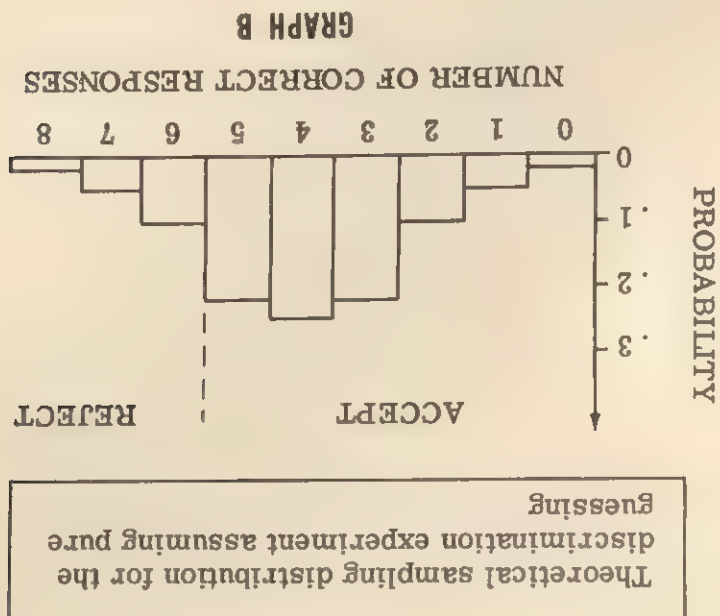 Theoretical sampling distribution for the
discrimination experiment assuming pure
guessing
ACCEPT REJECT
PROBABILITY
.3
.2
.1
0
0 1 2 3 4 5 6 7 8
NUMBER OF CORRECT RESPONSES
GRAPH B